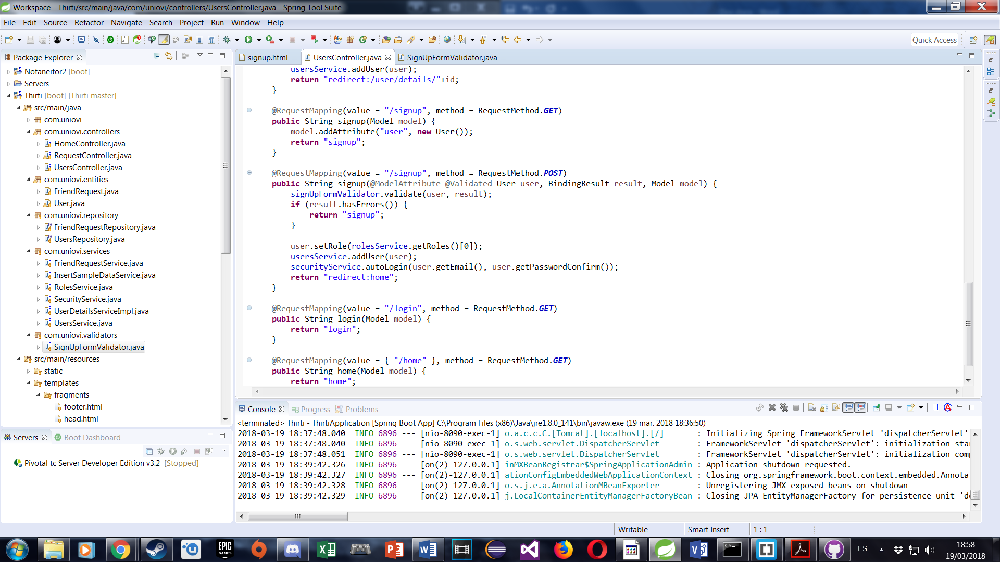 Workspace - Thirti/src/main/java/com/uniovi/controllers/UsersController.java - Spring Tool Suite
File Edit Source Refactor Navigate Search Project Run Window Help
Quick Access
Package Explorer
Notaneitor2 [boot]
Servers
Thirti [boot] [Thirti master]
src/main/java
com.uniovi
com.uniovi.controllers
HomeController.java
RequestController.java
UsersController.java
com.uniovi.entities
FriendRequest.java
User.java
com.uniovi.repository
FriendRequestRepository.java
UsersRepository.java
com.uniovi.services
FriendRequestService.java
InsertSampleDataService.java
RolesService.java
SecurityService.java
UserDetailsServiceImpl.java
UsersService.java
com.uniovi.validators
SignUpFormValidator.java
src/main/resources
static
templates
fragments
footer.html
head.html
Servers Boot Dashboard
Pivotal tc Server Developer Edition v3.2 [Stopped]
signup.html UsersController.java SignUpFormValidator.java
usersService.addUser(user);
return "redirect:/user/details/"+id;
}
@RequestMapping(value = "/signup", method = RequestMethod.GET)
public String signup(Model model) {
model.addAttribute("user", new User());
return "signup";
}
@RequestMapping(value = "/signup", method = RequestMethod.POST)
public String signup(@ModelAttribute @Validated User user, BindingResult result, Model model) {
signUpFormValidator.validate(user, result);
if (result.hasErrors()) {
return "signup";
}
user.setRole(rolesService.getRoles()[0]);
usersService.addUser(user);
securityService.autoLogin(user.getEmail(), user.getPasswordConfirm());
return "redirect:home";
}
@RequestMapping(value = "/login", method = RequestMethod.GET)
public String login(Model model) {
return "login";
}
@RequestMapping(value = { "/home" }, method = RequestMethod.GET)
public String home(Model model) {
return "home";
Console Progress Problems
<terminated> Thirti - ThirtiApplication [Spring Boot App] C:\Program Files (x86)\Java\jre1.8.0_141\bin\javaw.exe (19 mar. 2018 18:36:50)
2018-03-19 18:37:48.040 INFO 6896 --- [nio-8090-exec-1] o.a.c.c.C.[Tomcat].[localhost].[/] : Initializing Spring FrameworkServlet 'dispatcherServlet'
2018-03-19 18:37:48.040 INFO 6896 --- [nio-8090-exec-1] o.s.web.servlet.DispatcherServlet : FrameworkServlet 'dispatcherServlet': initialization sta
2018-03-19 18:37:48.051 INFO 6896 --- [nio-8090-exec-1] o.s.web.servlet.DispatcherServlet : FrameworkServlet 'dispatcherServlet': initialization com
2018-03-19 18:39:42.326 INFO 6896 --- [on(2)-127.0.0.1] inMXBeanRegistrar$SpringApplicationAdmin : Application shutdown requested.
2018-03-19 18:39:42.327 INFO 6896 --- [on(2)-127.0.0.1] ationConfigEmbeddedWebApplicationContext : Closing org.springframework.boot.context.embedded.Annota
2018-03-19 18:39:42.328 INFO 6896 --- [on(2)-127.0.0.1] o.s.j.e.a.AnnotationMBeanExporter : Unregistering JMX-exposed beans on shutdown
2018-03-19 18:39:42.329 INFO 6896 --- [on(2)-127.0.0.1] j.LocalContainerEntityManagerFactoryBean : Closing JPA EntityManagerFactory for persistence unit 'de
Writable Smart Insert 1 : 1
EPIC GAMES
ES
18:58
19/03/2018